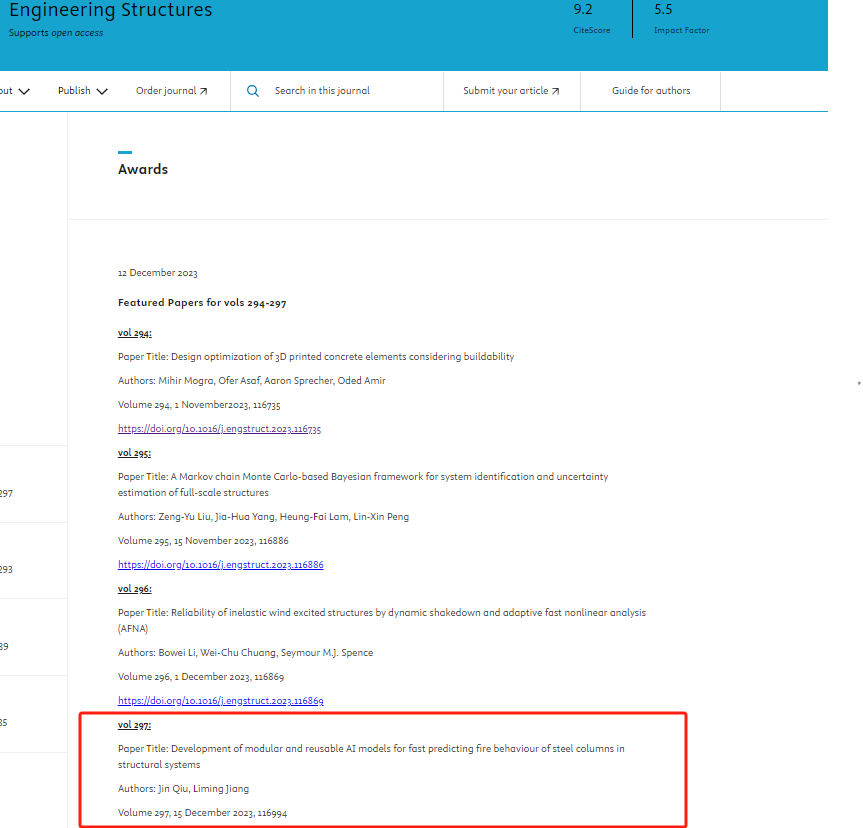 Engineering Structures
9.2
5.5
Supports open access
CiteScore
Impact Factor
out
Publish
Order journal
Search in this journal
Submit your article
Guide for authors
Awards
12 December 2023
Featured Papers for vols 294-297
vol 294:
Paper Title: Design optimization of 3D printed concrete elements considering buildability
Authors: Mihir Mogra, Ofer Asaf, Aaron Sprecher, Oded Amir
Volume 294, 1 November2023, 116735
https://doi.org/10.1016/j.engstruct.2023.116735
vol 295:
Paper Title: A Markov chain Monte Carlo-based Bayesian framework for system identification and uncertainty
estimation of full-scale structures
297
Authors: Zeng-Yu Liu, Jia-Hua Yang, Heung-Fai Lam, Lin-Xin Peng
Volume 295, 15 November 2023, 116886
https://doi.org/10.1016/j.engstruct.2023.116886
293
vol 296:
Paper Title: Reliability of inelastic wind excited structures by dynamic shakedown and adaptive fast nonlinear analysis
(AFNA)
89
Authors: Bowei Li, Wei-Chu Chuang, Seymour M.J. Spence
Volume 296, 1 December 2023, 116869
https://doi.org/10.1016/j.engstruct.2023.116869
85
vol 297:
Paper Title: Development of modular and reusable AI models for fast predicting fire behaviour of steel columns in
structural systems
Authors: Jin Qiu, Liming Jiang
Volume 297, 15 December 2023, 116994